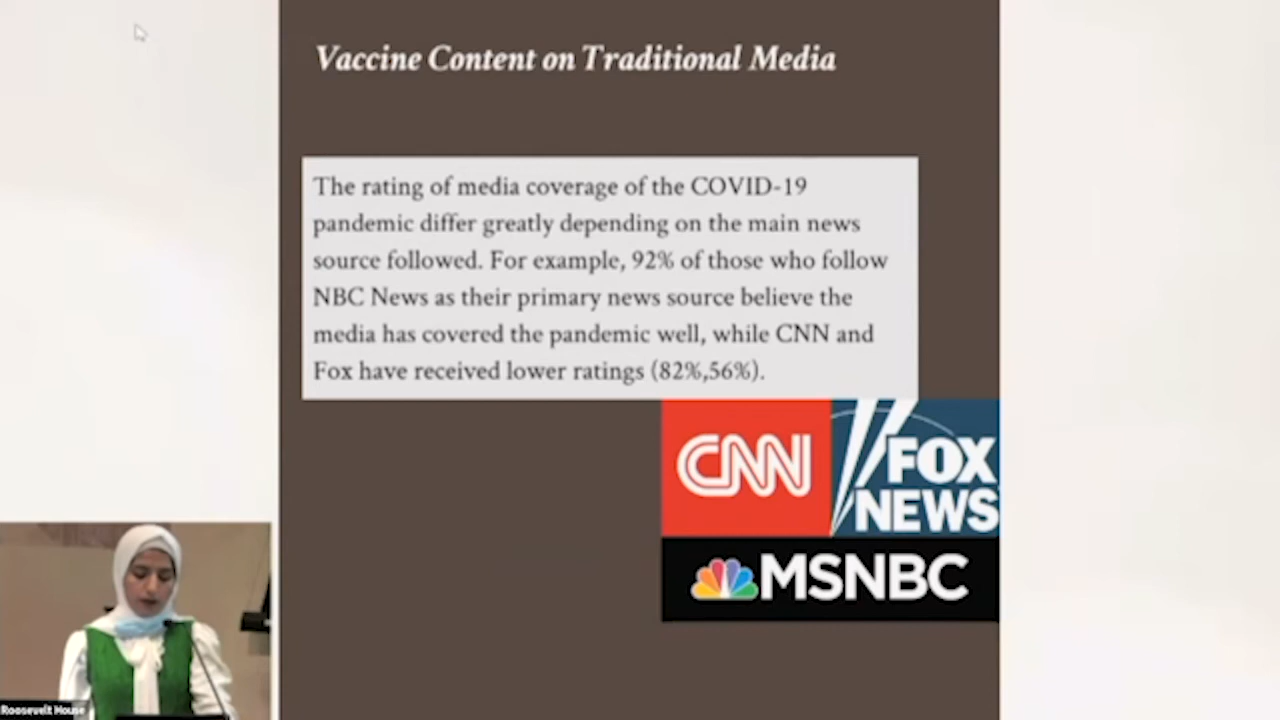 Vaccine Content on Traditional Media
The rating of media coverage of the COVID-19
pandemic differ greatly depending on the main news
source followed. For example, 92% of those who follow
NBC News as their primary news source believe the
media has covered the pandemic well, while CNN and
Fox have received lower ratings (82%,56%).
CNN
FOX
NEWS
MSNBC
Roosevelt House